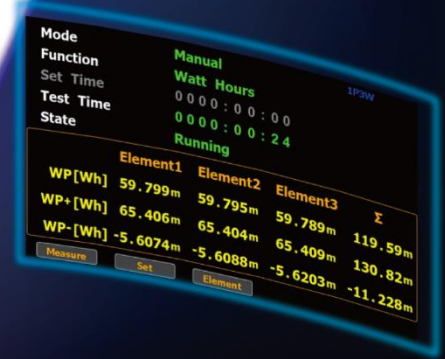 Mode Manual 1P3W
Function Watt Hours
Set Time 0000:00:00
Test Time 0000:00:24
State Running
Element1 Element2 Element3 Σ
WP[Wh] 59.799m 59.795m 59.789m 119.59m
WP+[Wh] 65.406m 65.404m 65.409m 130.82m
WP-[Wh] -5.6074m -5.6088m -5.6203m -11.228m
Measure Set Element